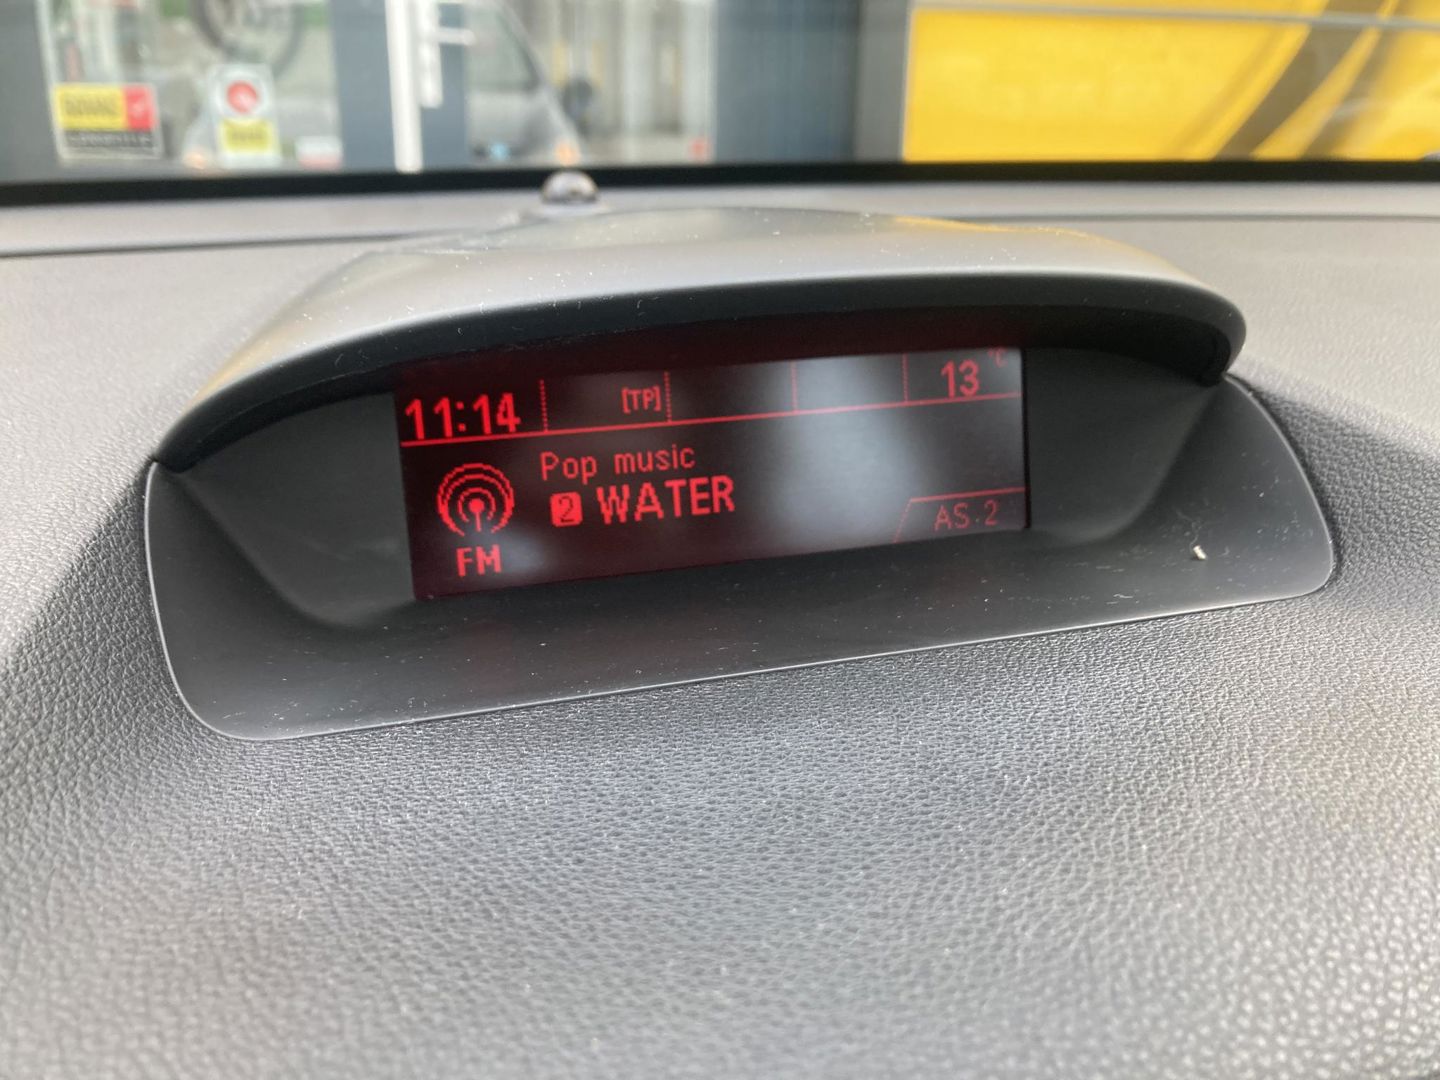 11:14 [TP] 13 °C
Pop music
2 WATER
FM
AS 2